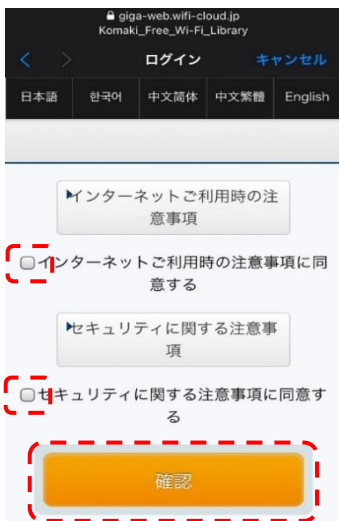 giga-web.wifi-cloud.jp
Komaki_Free_Wi-Fi_Library
ログイン
キャンセル
日本語 한국어 中文简体 中文繁體 English
インターネットご利用時の注
意事項
インターネットご利用時の注意事項に同
意する
セキュリティに関する注意事
項
セキュリティに関する注意事項に同意す
る
確認